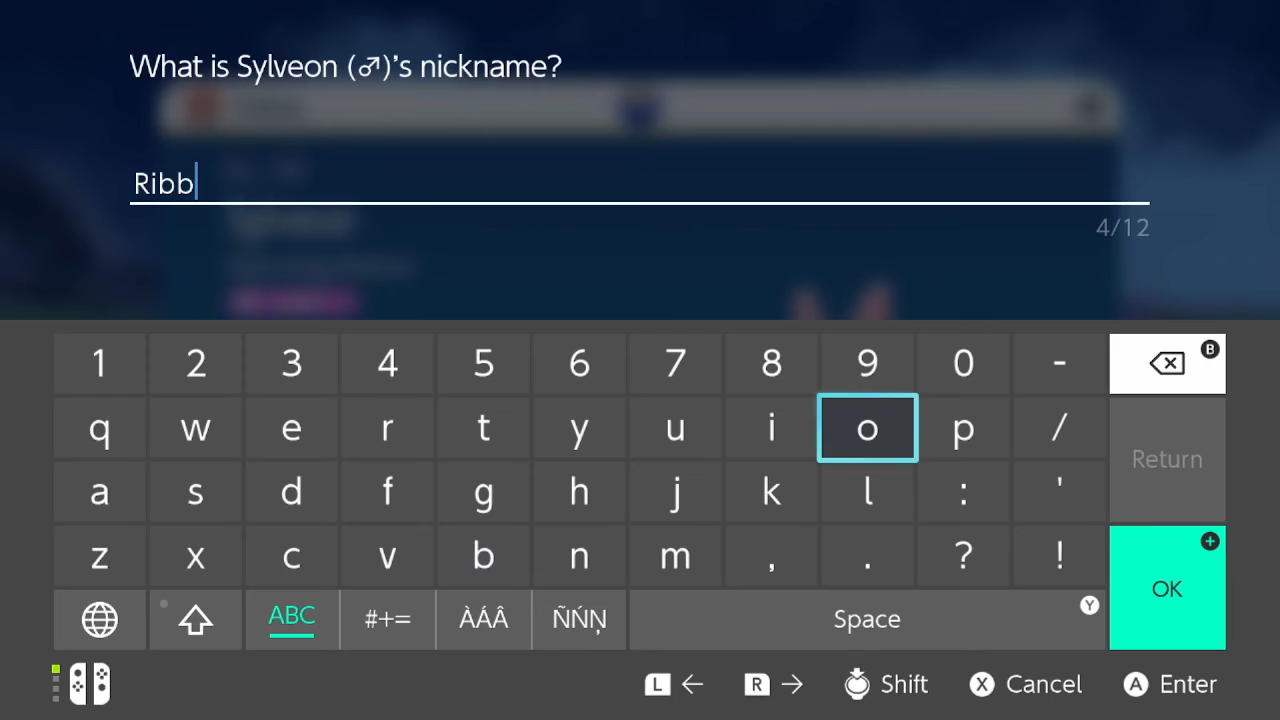 What is Sylveon (♂)'s nickname?
Ribb
4/12
1 2 3 4 5 6 7 8 9 0 - B
q w e r t y u i o p /
Return
a s d f g h j k l : '
z x c v b n m , . ? ! +
OK
ABC #+= ÀÁÂ ÑŃŅ Space Y
L ← R → Shift X Cancel A Enter